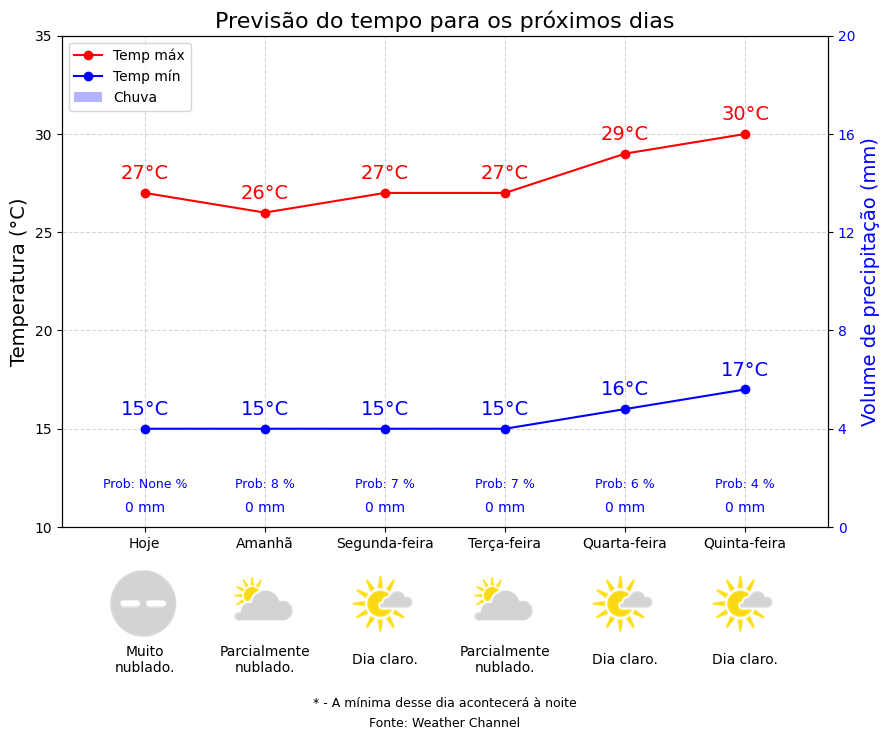 Previsão do tempo para os próximos dias
Temp máx
Temp mín
Chuva
Temperatura (°C)
Volume de precipitação (mm)
35
30
25
20
15
10
20
16
12
8
4
0
27°C 26°C 27°C 27°C 29°C 30°C
15°C 15°C 15°C 15°C 16°C 17°C
Prob: None % Prob: 8 % Prob: 7 % Prob: 7 % Prob: 6 % Prob: 4 %
0 mm 0 mm 0 mm 0 mm 0 mm 0 mm
Hoje Amanhã Segunda-feira Terça-feira Quarta-feira Quinta-feira
Muito
nublado.
Parcialmente
nublado.
Dia claro.
Parcialmente
nublado.
Dia claro.
Dia claro.
* - A mínima desse dia acontecerá à noite
Fonte: Weather Channel